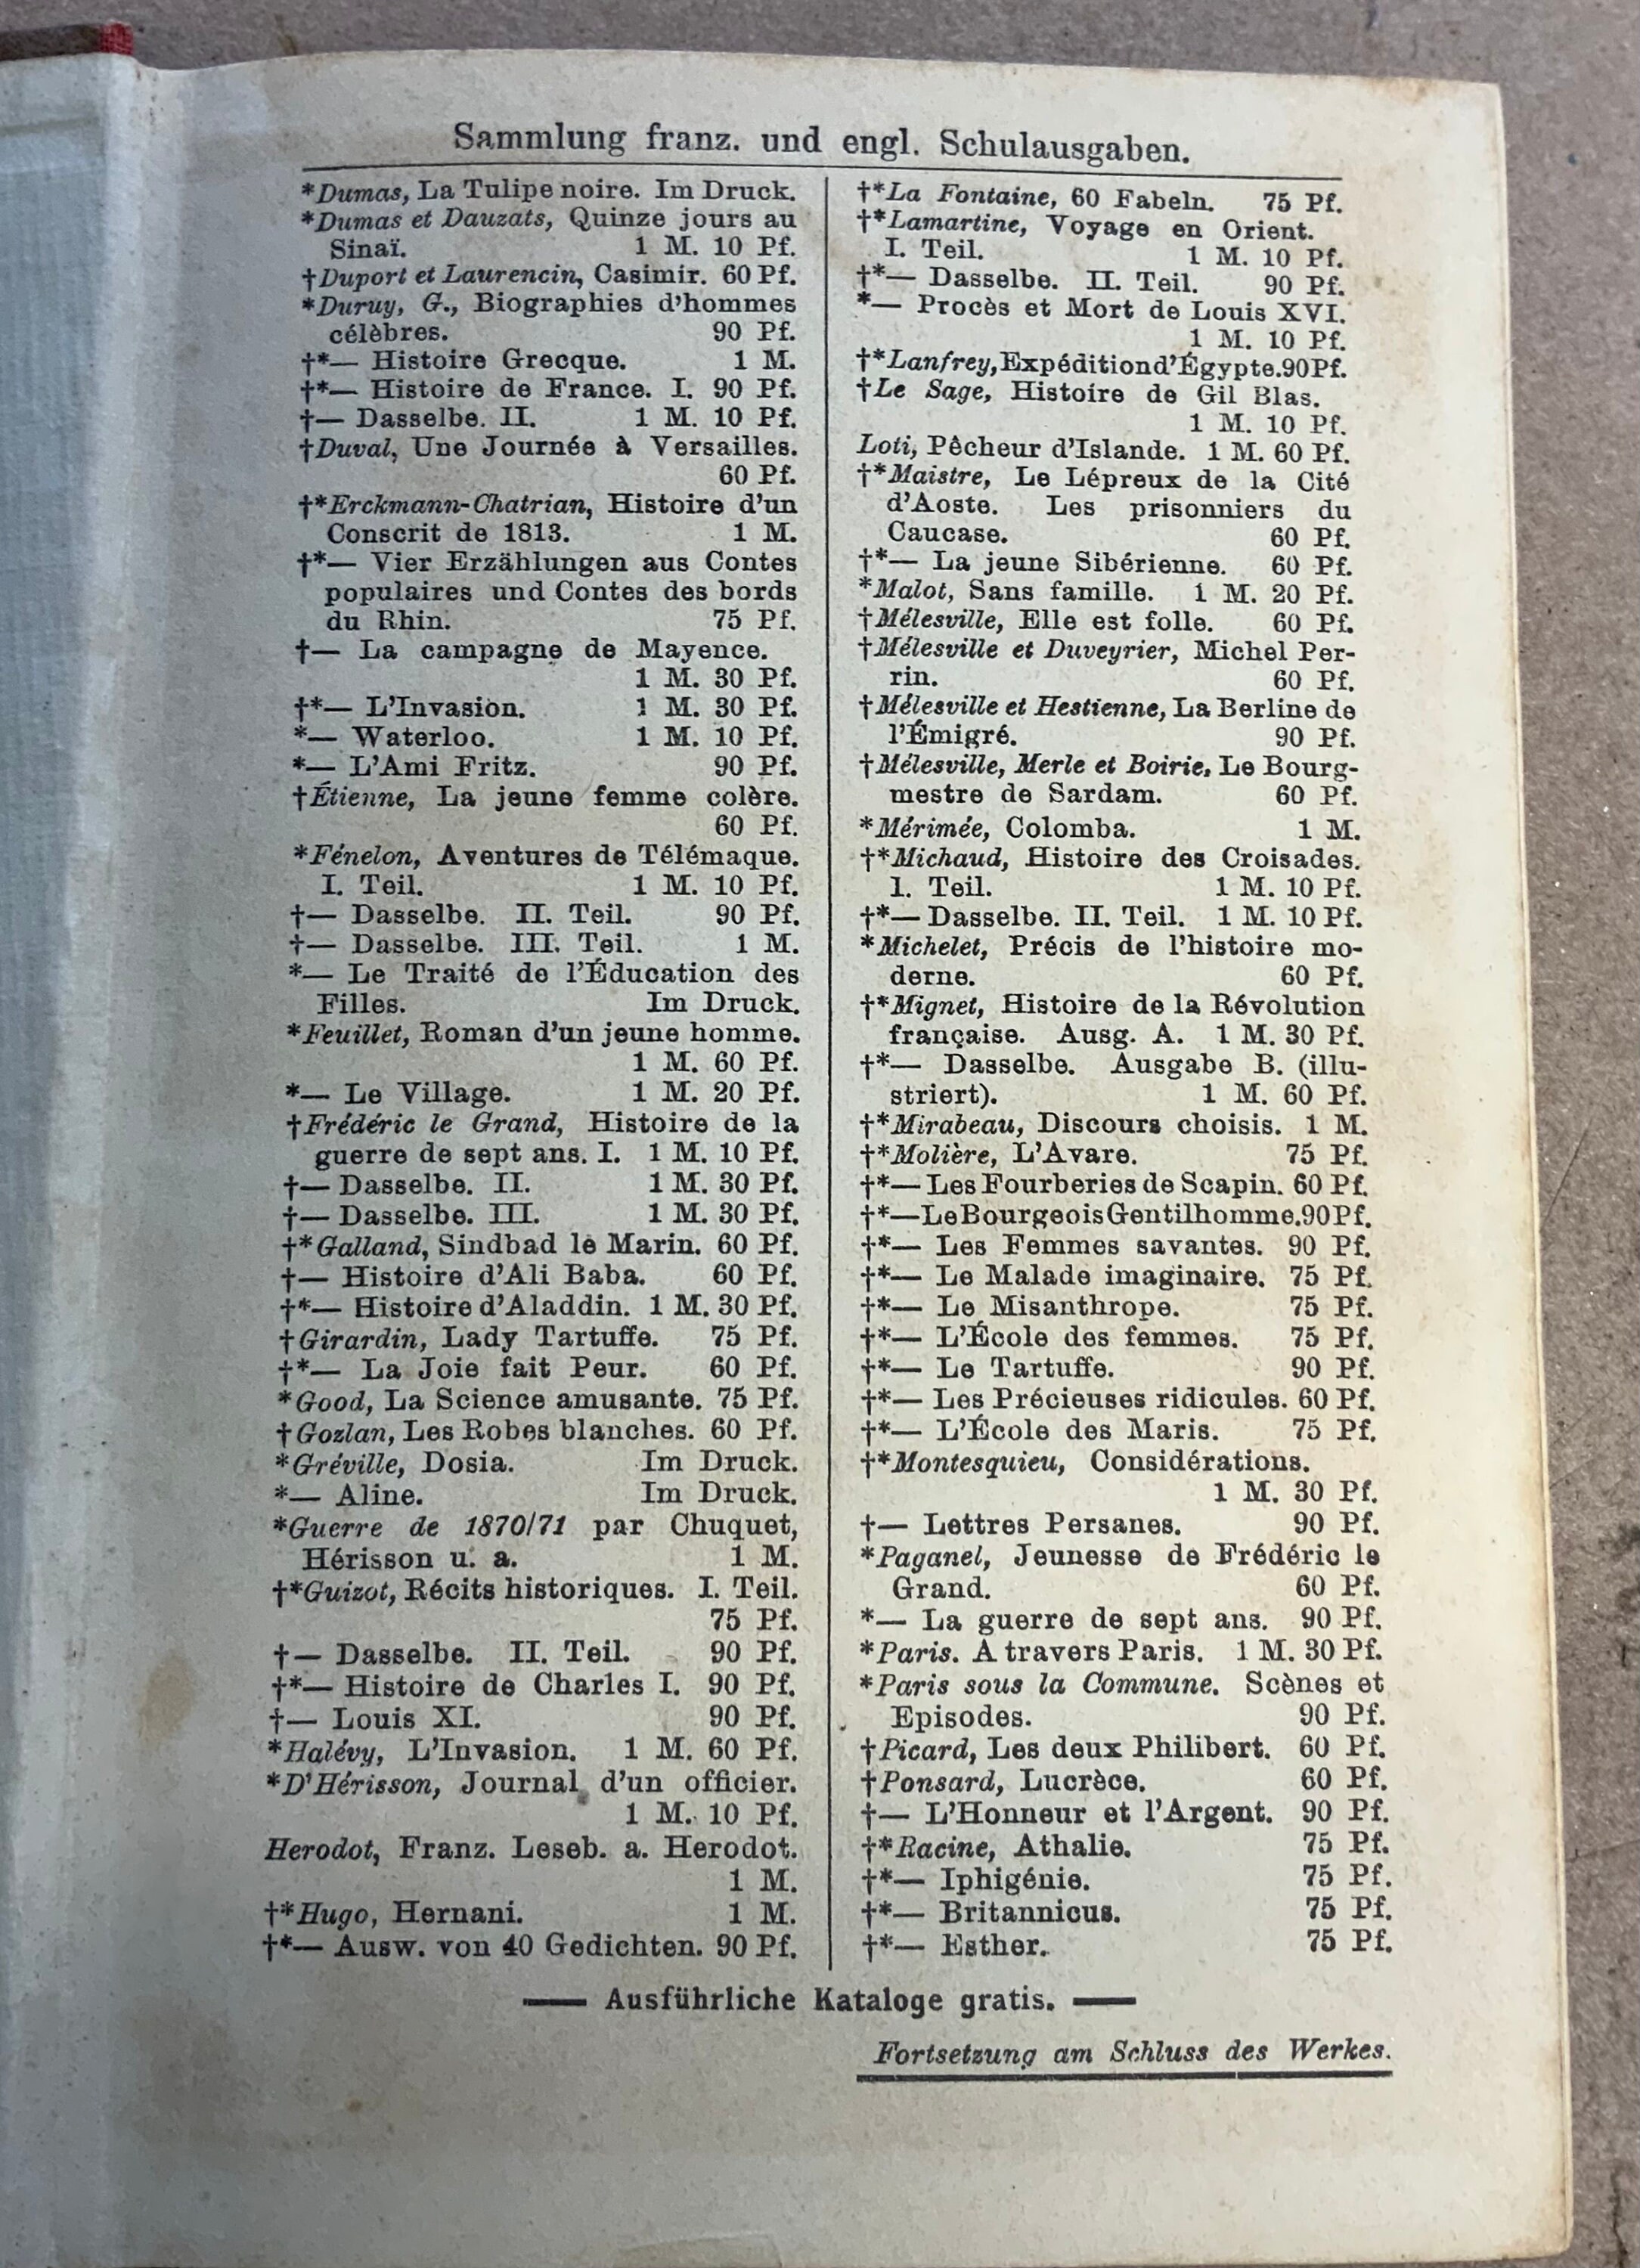 Sammlung franz. und engl. Schulausgaben.
*Dumas, La Tulipe noire. Im Druck.
*Dumas et Dauzats, Quinze jours au
Sinaï. 1 M. 10 Pf.
†Duport et Laurencin, Casimir. 60 Pf.
*Duruy, G., Biographies d'hommes
célèbres. 90 Pf.
†*— Histoire Grecque. 1 M.
†*— Histoire de France. I. 90 Pf.
†— Dasselbe. II. 1 M. 10 Pf.
†Duval, Une Journée à Versailles.
60 Pf.
†*Erckmann-Chatrian, Histoire d'un
Conscrit de 1813. 1 M.
†*— Vier Erzählungen aus Contes
populaires und Contes des bords
du Rhin. 75 Pf.
†— La campagne de Mayence.
1 M. 30 Pf.
†*— L'Invasion. 1 M. 30 Pf.
*— Waterloo. 1 M. 10 Pf.
*— L'Ami Fritz. 90 Pf.
†Étienne, La jeune femme colère.
60 Pf.
*Fénelon, Aventures de Télémaque.
I. Teil. 1 M. 10 Pf.
†— Dasselbe. II. Teil. 90 Pf.
†— Dasselbe. III. Teil. 1 M.
*— Le Traité de l'Éducation des
Filles. Im Druck.
*Feuillet, Roman d'un jeune homme.
1 M. 60 Pf.
*— Le Village. 1 M. 20 Pf.
†Frédéric le Grand, Histoire de la
guerre de sept ans. I. 1 M. 10 Pf.
†— Dasselbe. II. 1 M. 30 Pf.
†— Dasselbe. III. 1 M. 30 Pf.
†*Galland, Sindbad le Marin. 60 Pf.
†— Histoire d'Ali Baba. 60 Pf.
†*— Histoire d'Aladdin. 1 M. 30 Pf.
†Girardin, Lady Tartuffe. 75 Pf.
†*— La Joie fait Peur. 60 Pf.
*Good, La Science amusante. 75 Pf.
†Gozlan, Les Robes blanches. 60 Pf.
*Gréville, Dosia. Im Druck.
*— Aline. Im Druck.
*Guerre de 1870/71 par Chuquet,
Hérisson u. a. 1 M.
†*Guizot, Récits historiques. I. Teil.
75 Pf.
†— Dasselbe. II. Teil. 90 Pf.
†*— Histoire de Charles I. 90 Pf.
†— Louis XI. 90 Pf.
*Halévy, L'Invasion. 1 M. 60 Pf.
*D'Hérisson, Journal d'un officier.
1 M. 10 Pf.
Herodot, Franz. Leseb. a. Herodot.
1 M.
†*Hugo, Hernani. 1 M.
†*— Ausw. von 40 Gedichten. 90 Pf.
†*La Fontaine, 60 Fabeln. 75 Pf.
†*Lamartine, Voyage en Orient.
I. Teil. 1 M. 10 Pf.
†*— Dasselbe. II. Teil. 90 Pf.
*— Procès et Mort de Louis XVI.
1 M. 10 Pf.
†*Lanfrey, Expédition d'Égypte. 90 Pf.
†Le Sage, Histoire de Gil Blas.
1 M. 10 Pf.
Loti, Pêcheur d'Islande. 1 M. 60 Pf.
†*Maistre, Le Lépreux de la Cité
d'Aoste. Les prisonniers du
Caucase. 60 Pf.
†*— La jeune Sibérienne. 60 Pf.
*Malot, Sans famille. 1 M. 20 Pf.
†Mélesville, Elle est folle. 60 Pf.
†Mélesville et Duveyrier, Michel Per-
rin. 60 Pf.
†Mélesville et Hestienne, La Berline de
l'Émigré. 90 Pf.
†Mélesville, Merle et Boirie, Le Bourg-
mestre de Sardam. 60 Pf.
*Mérimée, Colomba. 1 M.
†*Michaud, Histoire des Croisades.
1. Teil. 1 M. 10 Pf.
†*— Dasselbe. II. Teil. 1 M. 10 Pf.
*Michelet, Précis de l'histoire mo-
derne. 60 Pf.
†*Mignet, Histoire de la Révolution
française. Ausg. A. 1 M. 30 Pf.
†*— Dasselbe. Ausgabe B. (illu-
striert). 1 M. 60 Pf.
†*Mirabeau, Discours choisis. 1 M.
†*Molière, L'Avare. 75 Pf.
†*— Les Fourberies de Scapin. 60 Pf.
†*— Le Bourgeois Gentilhomme. 90 Pf.
†*— Les Femmes savantes. 90 Pf.
†*— Le Malade imaginaire. 75 Pf.
†*— Le Misanthrope. 75 Pf.
†*— L'École des femmes. 75 Pf.
†*— Le Tartuffe. 90 Pf.
†*— Les Précieuses ridicules. 60 Pf.
†*— L'École des Maris. 75 Pf.
†*Montesquieu, Considérations.
1 M. 30 Pf.
†— Lettres Persanes. 90 Pf.
*Paganel, Jeunesse de Frédéric le
Grand. 60 Pf.
*— La guerre de sept ans. 90 Pf.
*Paris. A travers Paris. 1 M. 30 Pf.
*Paris sous la Commune. Scènes et
Episodes. 90 Pf.
†Picard, Les deux Philibert. 60 Pf.
†Ponsard, Lucrèce. 60 Pf.
†— L'Honneur et l'Argent. 90 Pf.
†*Racine, Athalie. 75 Pf.
†*— Iphigénie. 75 Pf.
†*— Britannicus. 75 Pf.
†*— Esther. 75 Pf.
— Ausführliche Kataloge gratis. —
Fortsetzung am Schluss des Werkes.